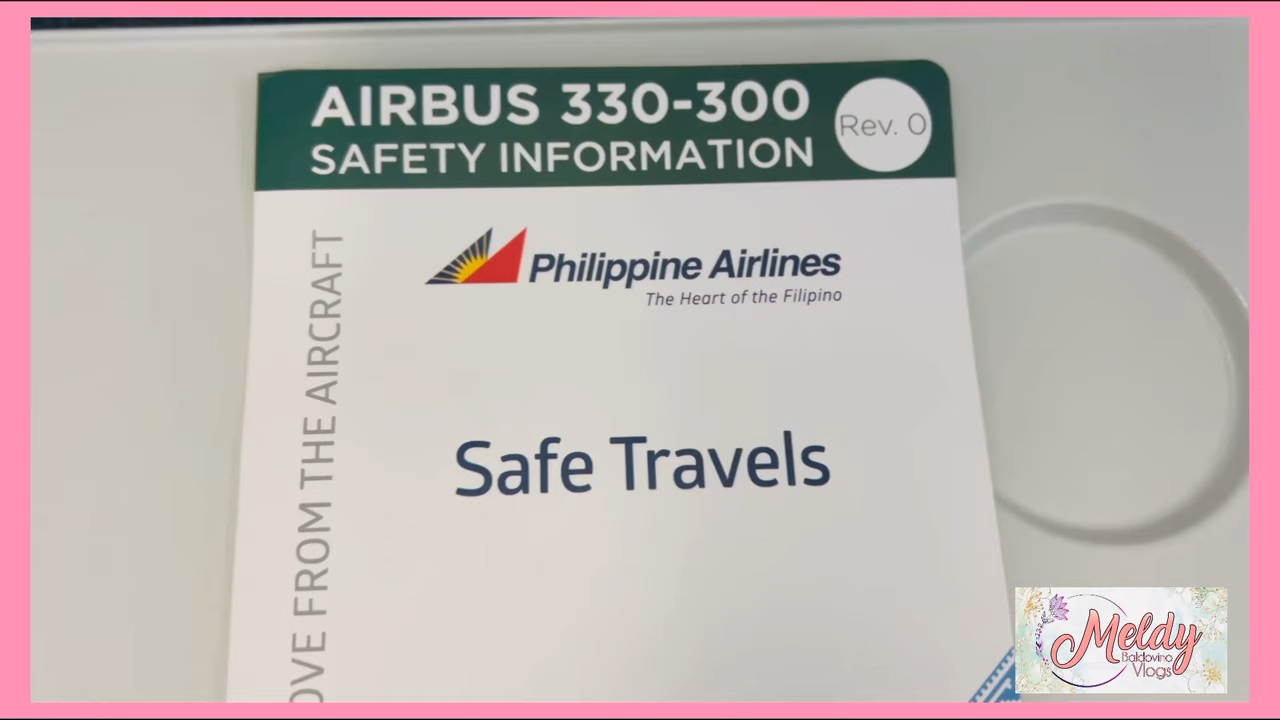 AIRBUS 330-300
SAFETY INFORMATION
Rev. 0
Philippine Airlines
The Heart of the Filipino
Safe Travels
FROM THE AIRCRAFT
Meldy
Baldovino
Vlogs